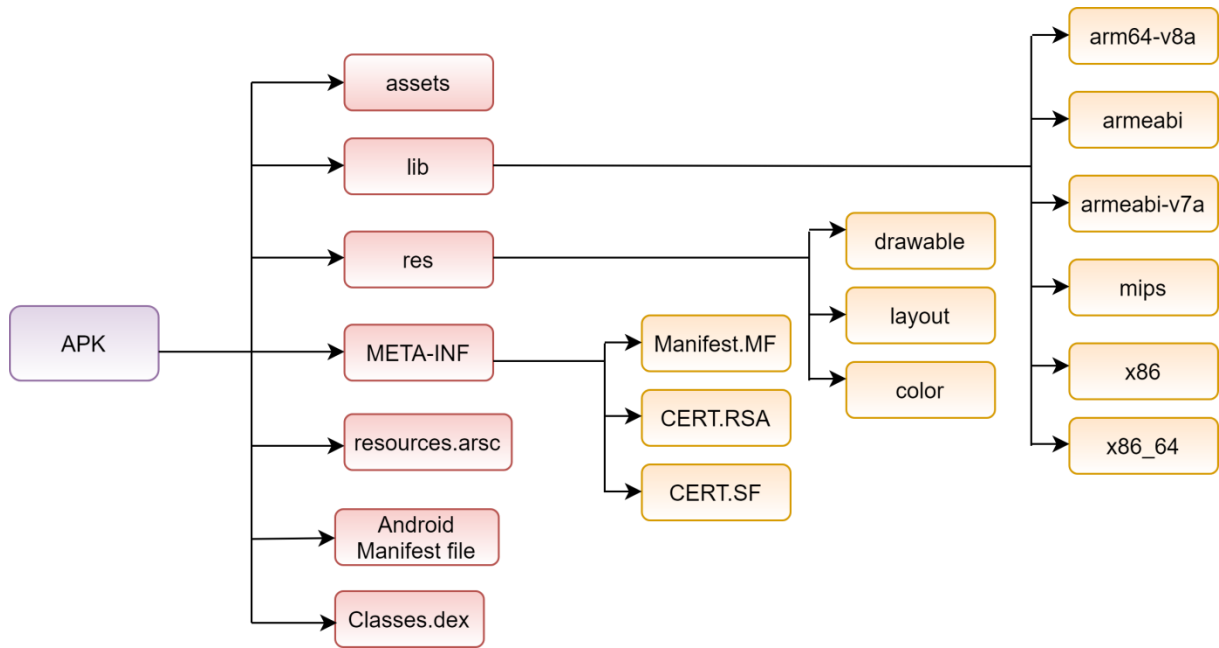 APK
assets
lib
res
META-INF
resources.arsc
Android
Manifest file
Classes.dex
Manifest.MF
CERT.RSA
CERT.SF
drawable
layout
color
arm64-v8a
armeabi
armeabi-v7a
mips
x86
x86_64